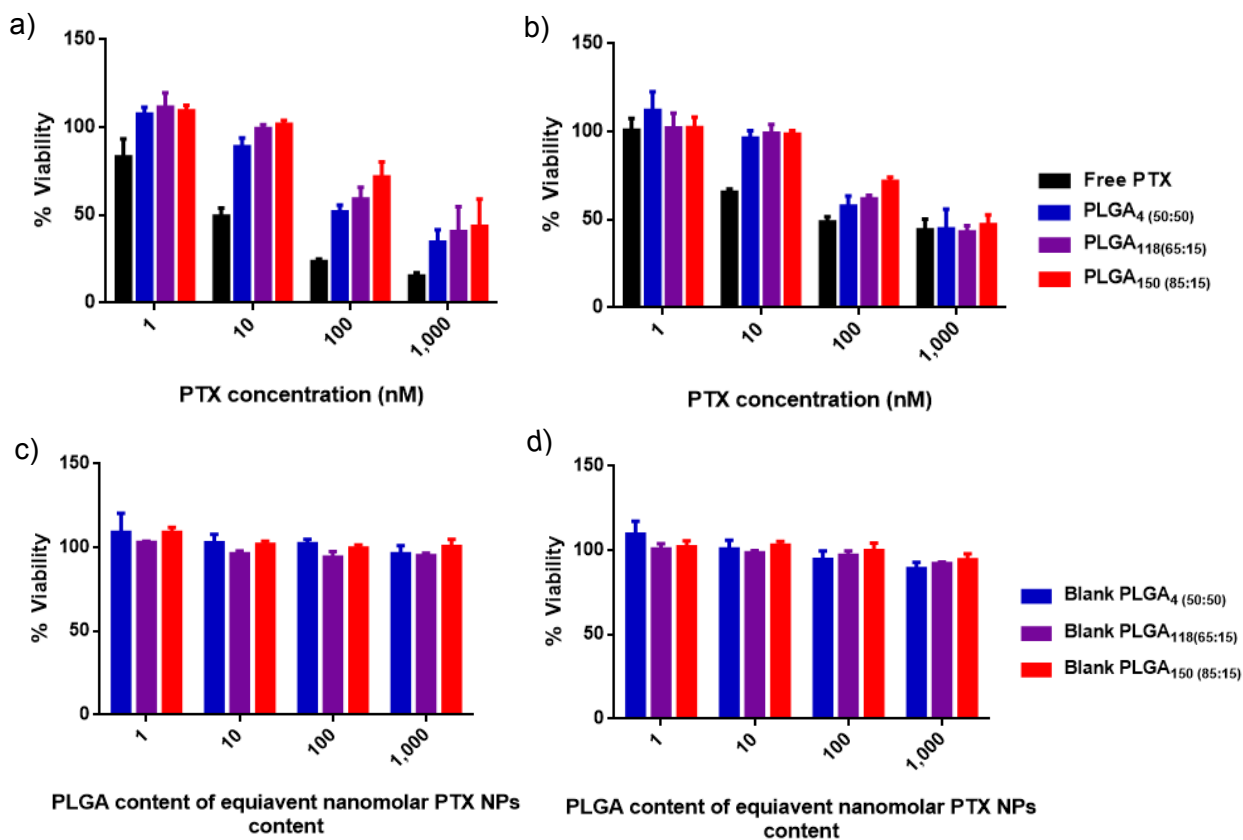 a)
150
100
50
0
% Viability
1
10
100
1,000
PTX concentration (nM)
b)
150
100
50
0
% Viability
1
10
100
1,000
PTX concentration (nM)
Free PTX
PLGA4 (50:50)
PLGA118(65:15)
PLGA150 (85:15)
c)
150
100
50
0
% Viability
1
10
100
1,000
PLGA content of equiavent nanomolar PTX NPs
content
d)
150
100
50
0
% Viability
1
10
100
1,000
PLGA content of equiavent nanomolar PTX NPs
content
Blank PLGA4 (50:50)
Blank PLGA118(65:15)
Blank PLGA150 (85:15)